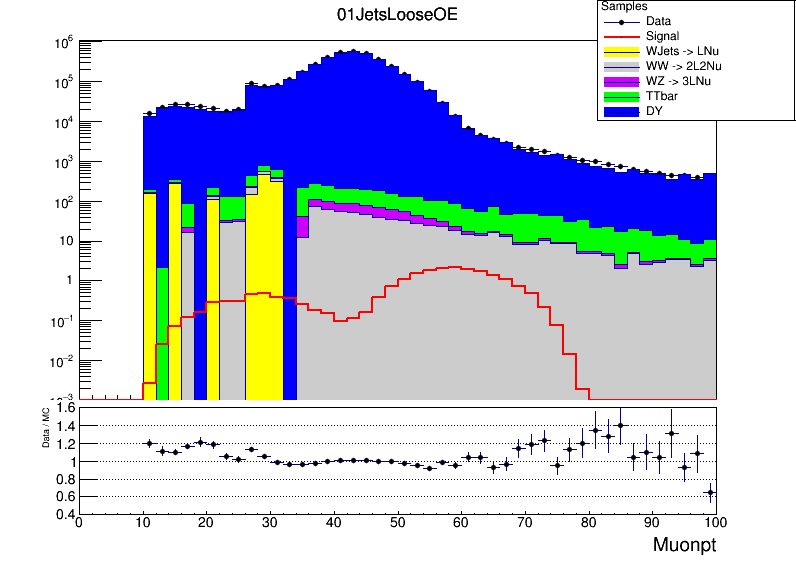 01JetsLooseOE
Samples
Data
Signal
WJets -> LNu
WW -> 2L2Nu
WZ -> 3LNu
TTbar
DY
10^6
10^5
10^4
10^3
10^2
10
1
10^−1
10^−2
10^−3
Data / MC
1.6
1.4
1.2
1
0.8
0.6
0.4
0 10 20 30 40 50 60 70 80 90 100
Muonpt